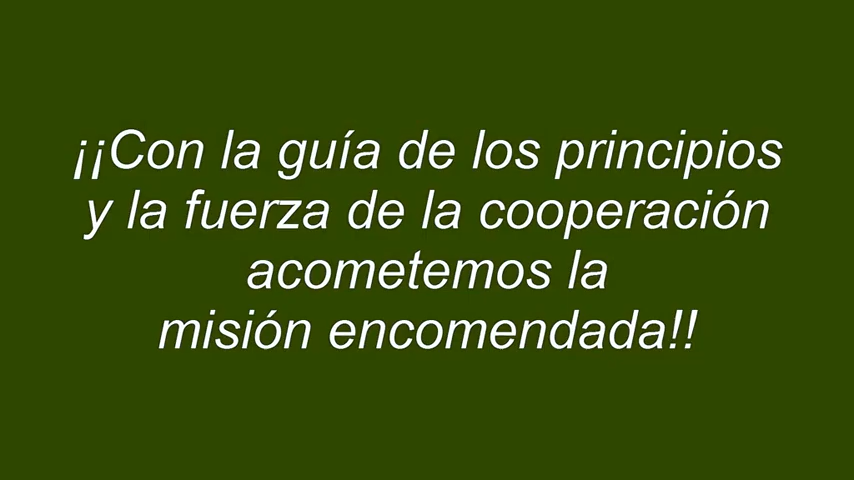 ¡¡Con la guía de los principios
y la fuerza de la cooperación
acometemos la
misión encomendada!!